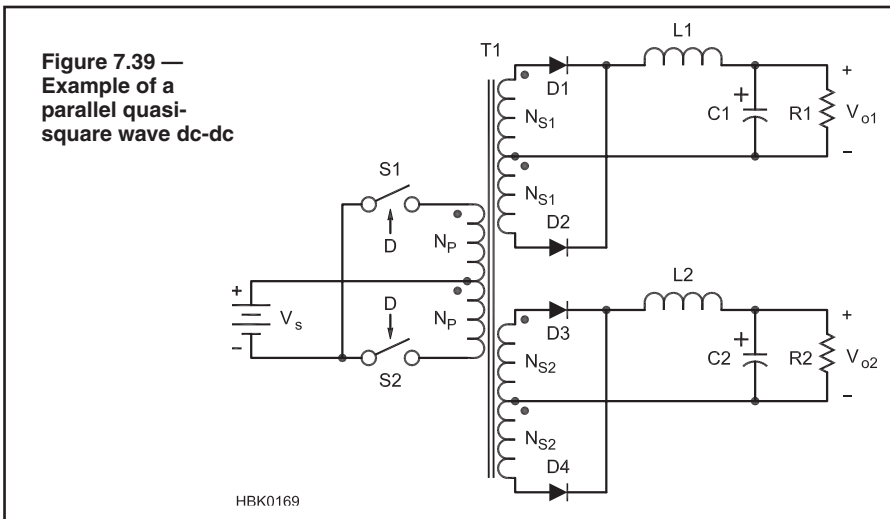 Figure 7.39 —
Example of a
parallel quasi-
square wave dc-dc
T1
L1
D1
N_S1
+
C1
R1
+
V_o1
–
N_S1
D2
S1
D
N_P
+
V_s
–
D
N_P
S2
L2
D3
N_S2
+
C2
R2
+
V_o2
–
N_S2
D4
HBK0169